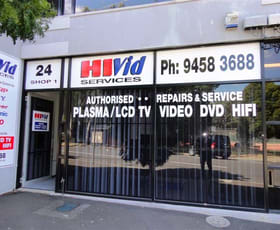 24
SHOP 1
HiVid
SERVICES
Ph: 9458 3688
AUTHORISED REPAIRS & SERVICE
PLASMA/LCD TV VIDEO DVD HIFI